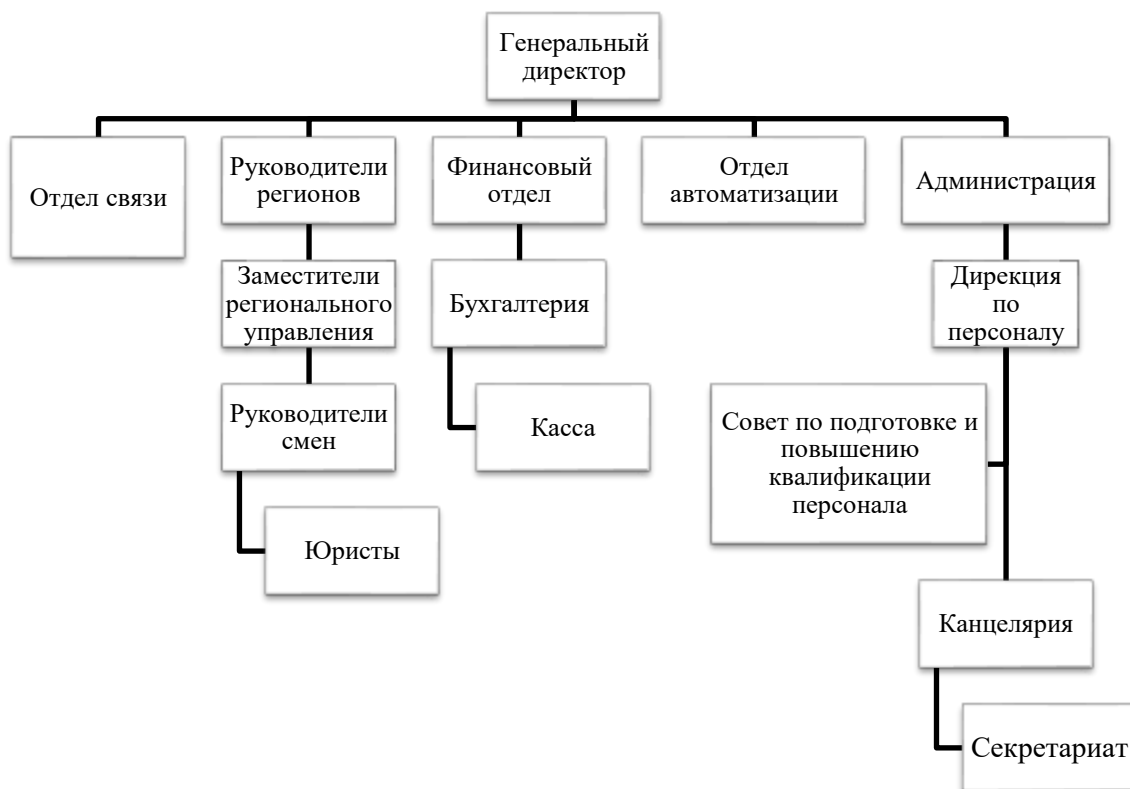 Генеральный
директор
Отдел связи
Руководители
регионов
Финансовый
отдел
Отдел
автоматизации
Администрация
Заместители
регионального
управления
Бухгалтерия
Дирекция
по
персоналу
Руководители
смен
Касса
Совет по подготовке и
повышению
квалификации
персонала
Юристы
Канцелярия
Секретариат